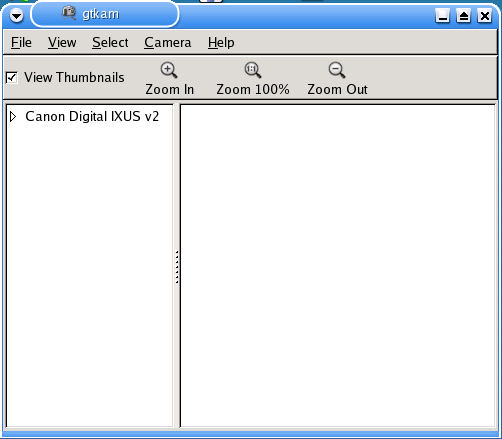 gtkam
File View Select Camera Help
View Thumbnails Zoom In Zoom 100% Zoom Out
Canon Digital IXUS v2